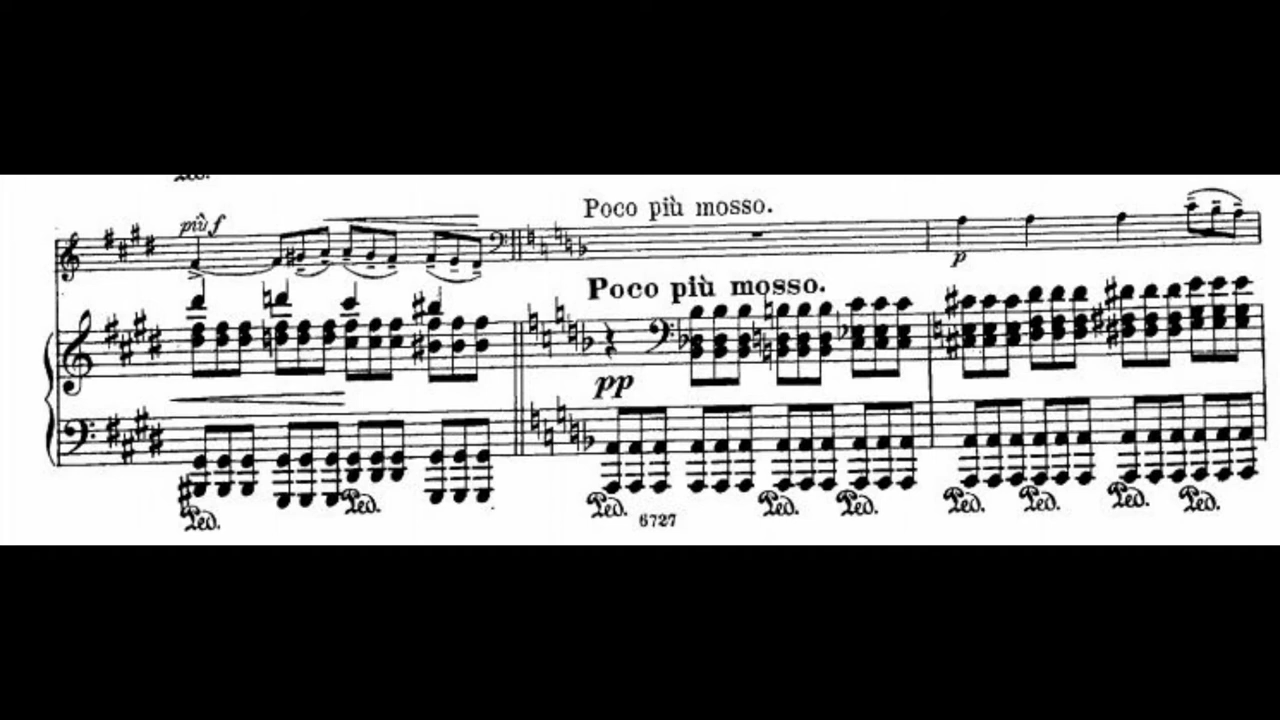 più f
Poco più mosso.
p
Poco più mosso.
pp
Ped. Ped. Ped. Ped. Ped. Ped. Ped. Ped. Ped.
6727